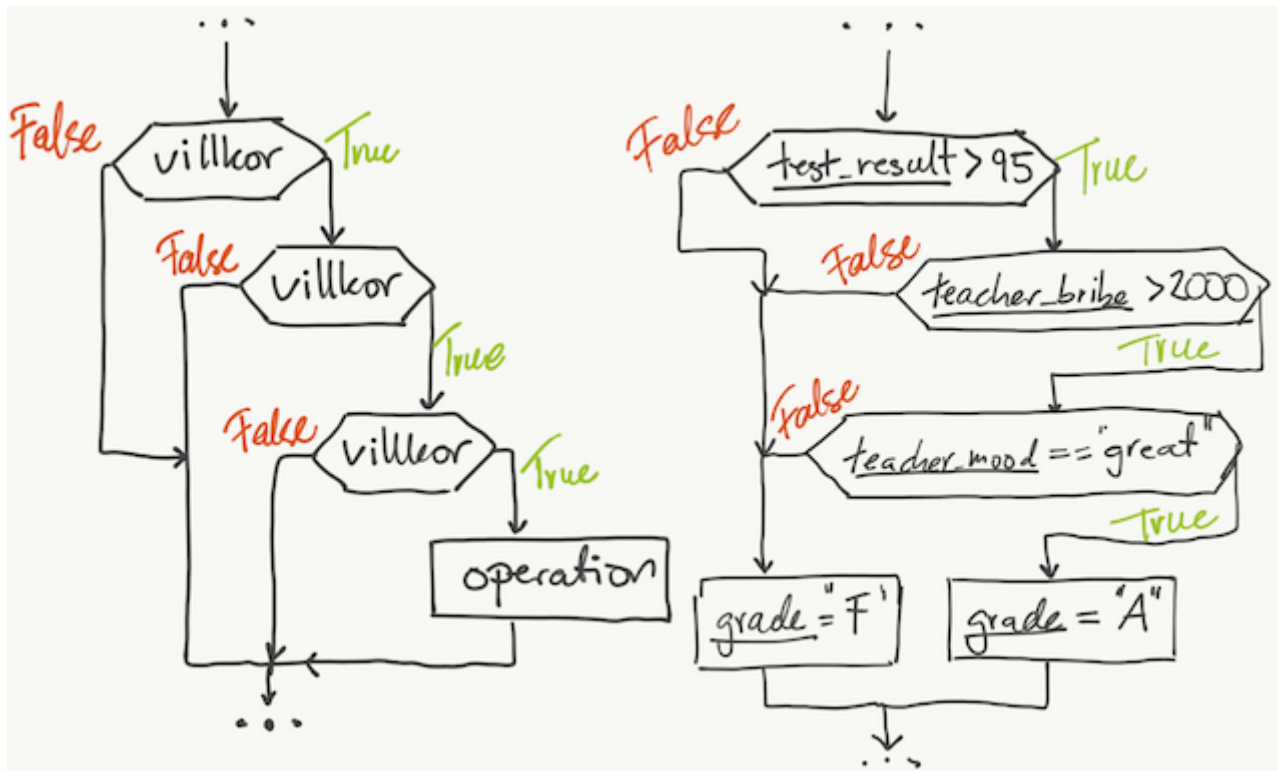 False
villkor
True
False
villkor
True
False
villkor
True
operation
False
test_result > 95
True
False
teacher_bribe > 2000
True
False
teacher_mood == "great"
True
grade = "F"
grade = "A"